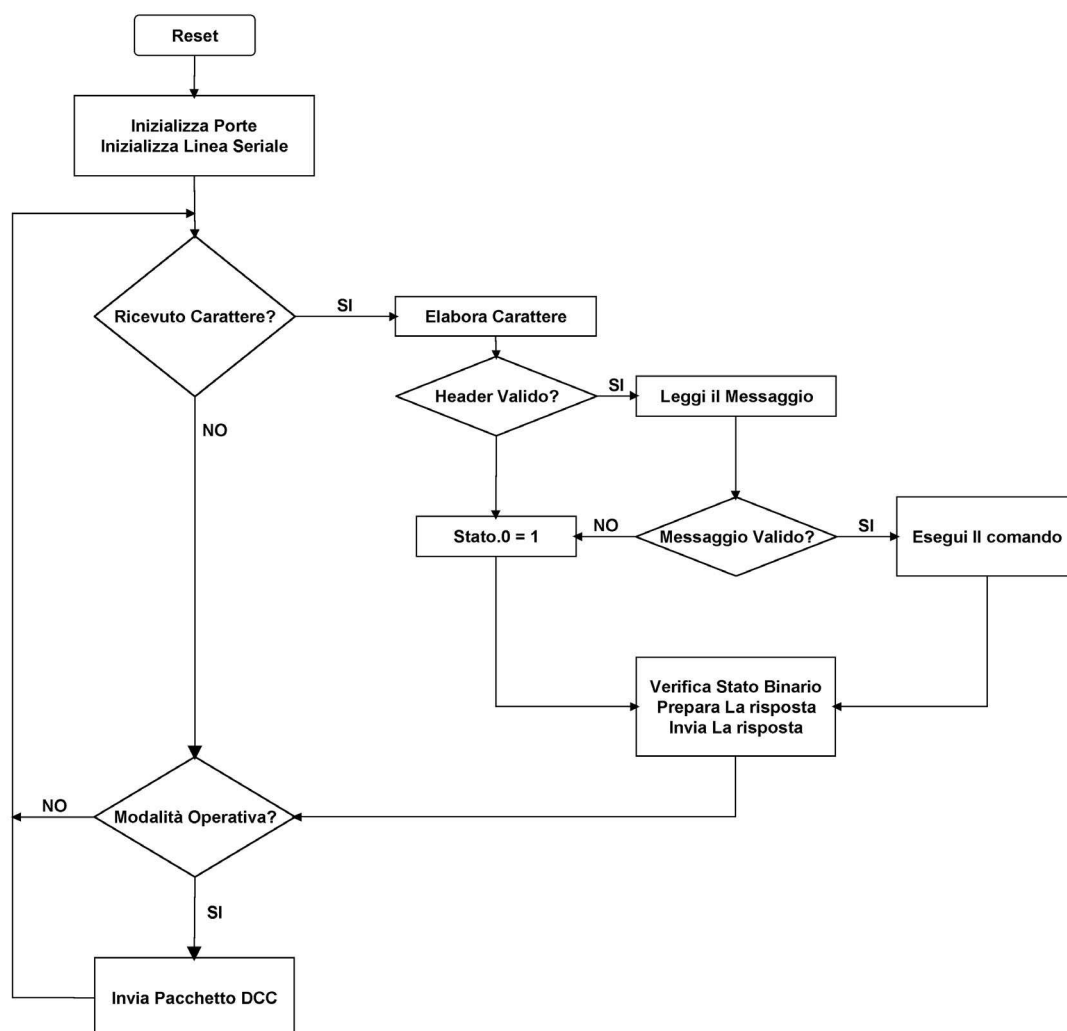 Reset
Inizializza Porte
Inizializza Linea Seriale
Ricevuto Carattere?
SI
Elabora Carattere
Header Valido?
SI
Leggi il Messaggio
NO
Stato.0 = 1
NO
Messaggio Valido?
SI
Esegui Il comando
Verifica Stato Binario
Prepara La risposta
Invia La risposta
NO
Modalità Operativa?
SI
Invia Pacchetto DCC